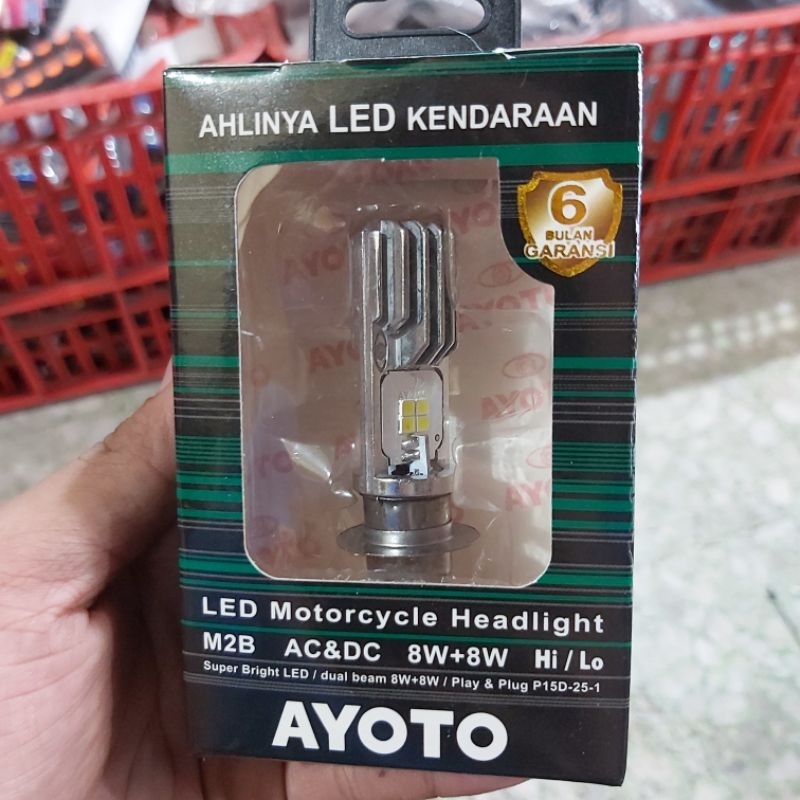 AHLINYA LED KENDARAAN
6
BULAN
GARANSI
AYOTO
LED Motorcycle Headlight
M2B AC&DC 8W+8W Hi / Lo
Super Bright LED / dual beam 8W+8W / Play & Plug P15D-25-1
AYOTO